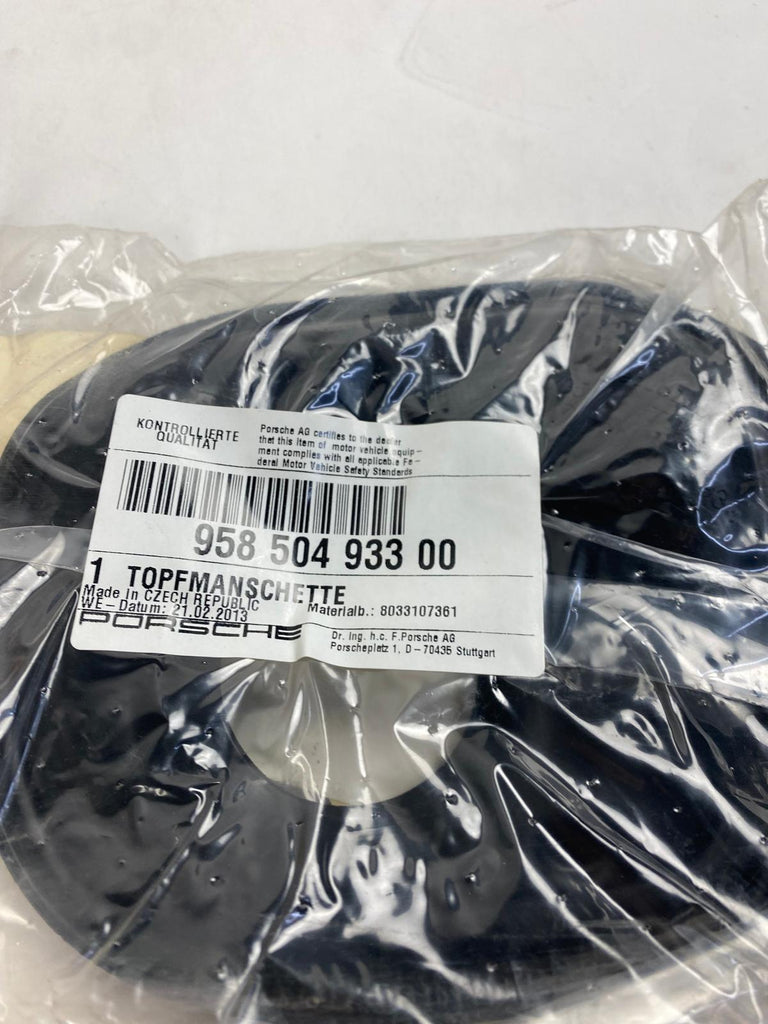 KONTROLLIERTE
QUALITAT
Porsche AG certifies to the dealer
that this item of motor vehicle equip-
ment complies with all applicable Fe-
deral Motor Vehicle Safety Standards
958 504 933 00
1 TOPFMANSCHETTE
Made in CZECH REPUBLIC
WE-Datum: 21.02.2013
Materialb.: 8033107361
PORSCHE
Dr. Ing. h.c. F.Porsche AG
Porscheplatz 1, D-70435 Stuttgart